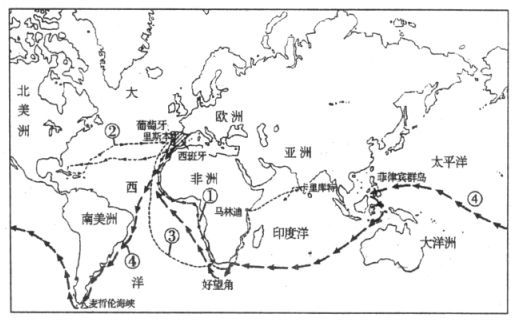 北美洲
大
西
洋
②
葡萄牙
里斯本
西班牙
欧洲
亚洲
太平洋
菲律宾群岛
④
非洲
①
马林迪
卡里库特
印度洋
大洋洲
南美洲
③
④
好望角
麦哲伦海峡